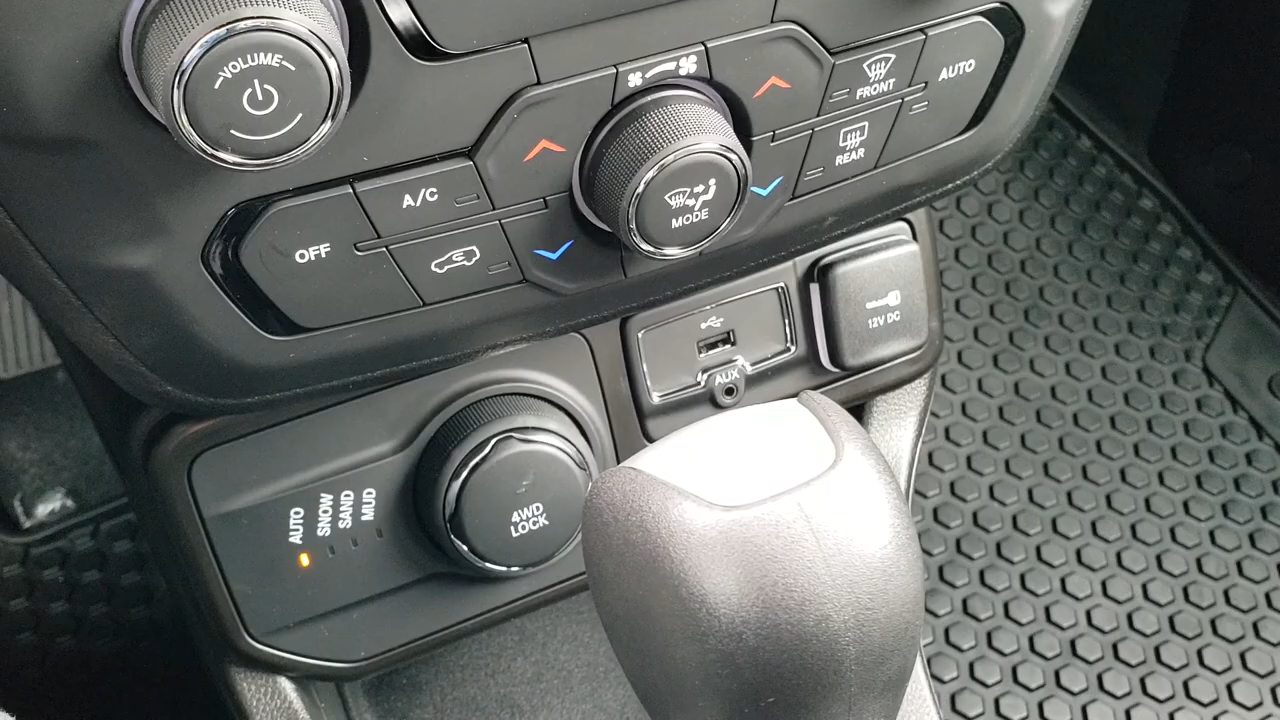 VOLUME
FRONT
AUTO
REAR
A/C
MODE
OFF
12V DC
AUX
AUTO
SNOW
SAND
MUD
4WD
LOCK